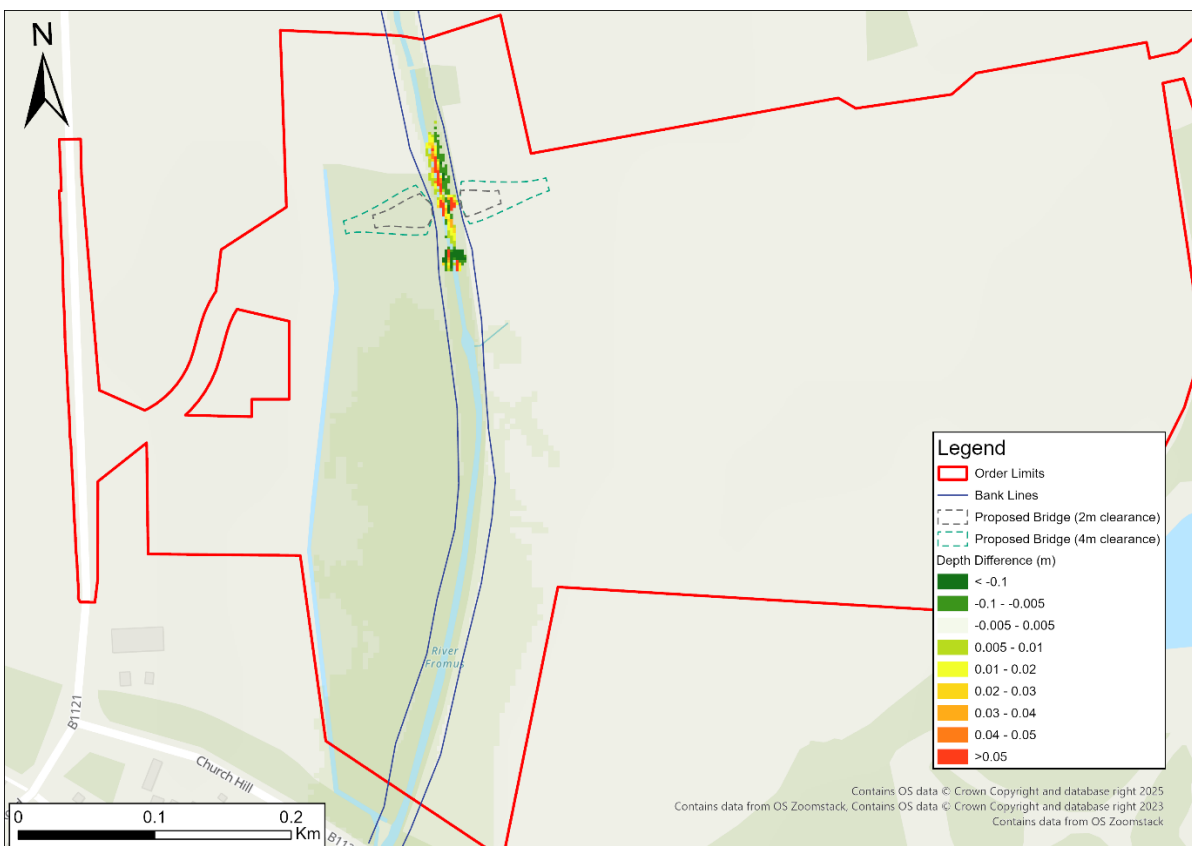 N
River
Fromus
B1121
Church Hill
0 0.1 0.2
Km
Legend
Order Limits
Bank Lines
Proposed Bridge (2m clearance)
Proposed Bridge (4m clearance)
Depth Difference (m)
< -0.1
-0.1 - -0.005
-0.005 - 0.005
0.005 - 0.01
0.01 - 0.02
0.02 - 0.03
0.03 - 0.04
0.04 - 0.05
>0.05
Contains OS data © Crown Copyright and database right 2025
Contains data from OS Zoomstack, Contains OS data © Crown Copyright and database right 2023
Contains data from OS Zoomstack